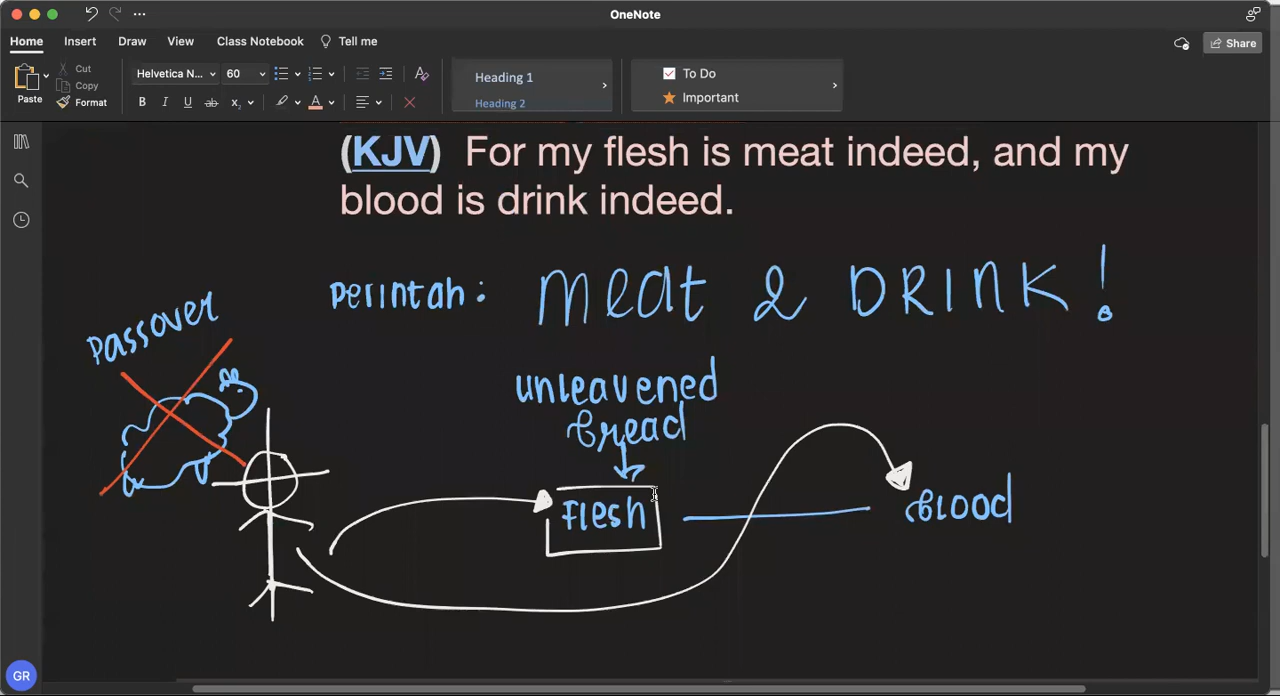 OneNote
Home Insert Draw View Class Notebook Tell me Share
Paste
Cut
Copy
Format
Helvetica N... 60
B I U ab x A
Heading 1
Heading 2
To Do
Important
(KJV) For my flesh is meat indeed, and my
blood is drink indeed.
perintah: meat & DRINK!
Passover
unleavened
bread
Flesh
blood
GR